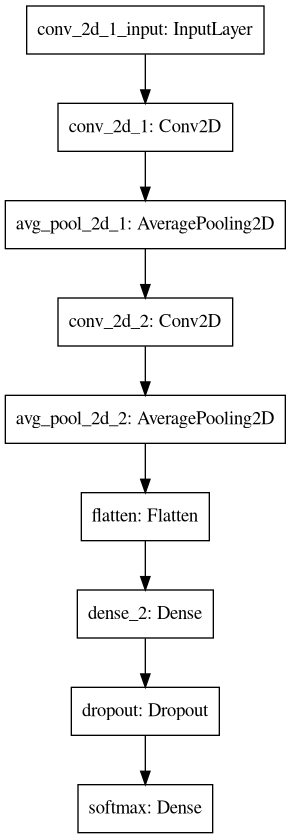 conv_2d_1_input: InputLayer
conv_2d_1: Conv2D
avg_pool_2d_1: AveragePooling2D
conv_2d_2: Conv2D
avg_pool_2d_2: AveragePooling2D
flatten: Flatten
dense_2: Dense
dropout: Dropout
softmax: Dense